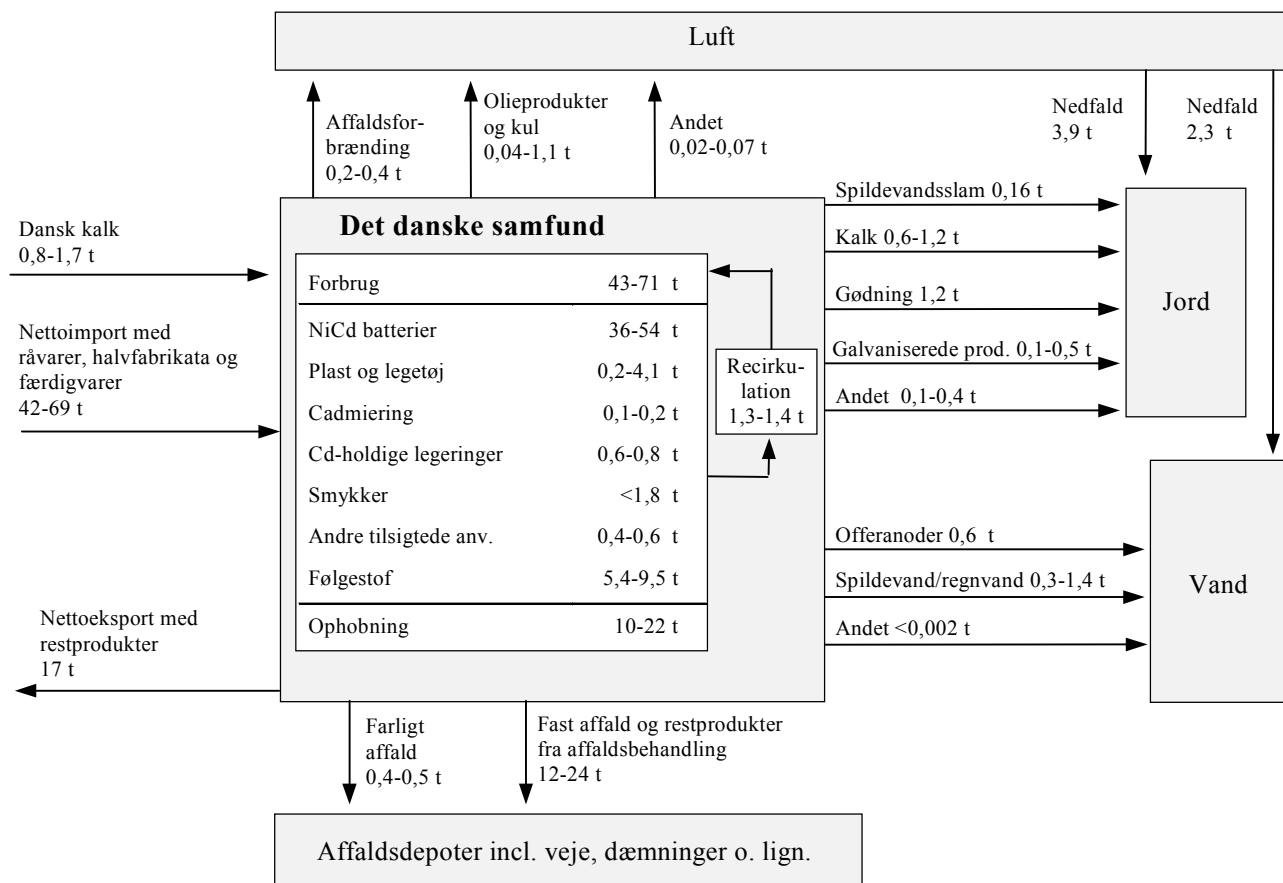 Luft
Affaldsfor-
brænding
0,2-0,4 t
Olieprodukter
og kul
0,04-1,1 t
Andet
0,02-0,07 t
Nedfald
3,9 t
Nedfald
2,3 t
Dansk kalk
0,8-1,7 t
Nettoimport med
råvarer, halvfabrikata og
færdigvarer
42-69 t
Nettoeksport med
restprodukter
17 t
Det danske samfund
Forbrug 43-71 t
NiCd batterier 36-54 t
Plast og legetøj 0,2-4,1 t
Cadmiering 0,1-0,2 t
Cd-holdige legeringer 0,6-0,8 t
Smykker <1,8 t
Andre tilsigtede anv. 0,4-0,6 t
Følgestof 5,4-9,5 t
Ophobning 10-22 t
Recirku-
lation
1,3-1,4 t
Spildevandsslam 0,16 t
Kalk 0,6-1,2 t
Gødning 1,2 t
Galvaniserede prod. 0,1-0,5 t
Andet 0,1-0,4 t
Jord
Offeranoder 0,6 t
Spildevand/regnvand 0,3-1,4 t
Andet <0,002 t
Vand
Farligt
affald
0,4-0,5 t
Fast affald og restprodukter
fra affaldsbehandling
12-24 t
Affaldsdepoter incl. veje, dæmninger o. lign.